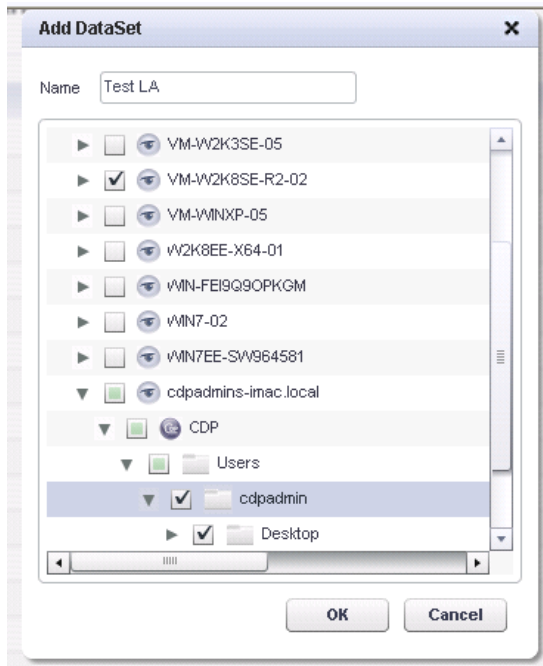 Add DataSet
Name Test LA
VM-W2K3SE-05
VM-W2K8SE-R2-02
VM-WINXP-05
W2K8EE-X64-01
WIN-FEI9Q9OPKGM
WIN7-02
WIN7EE-SW964581
cdpadmins-imac.local
CDP
Users
cdpadmin
Desktop
OK Cancel